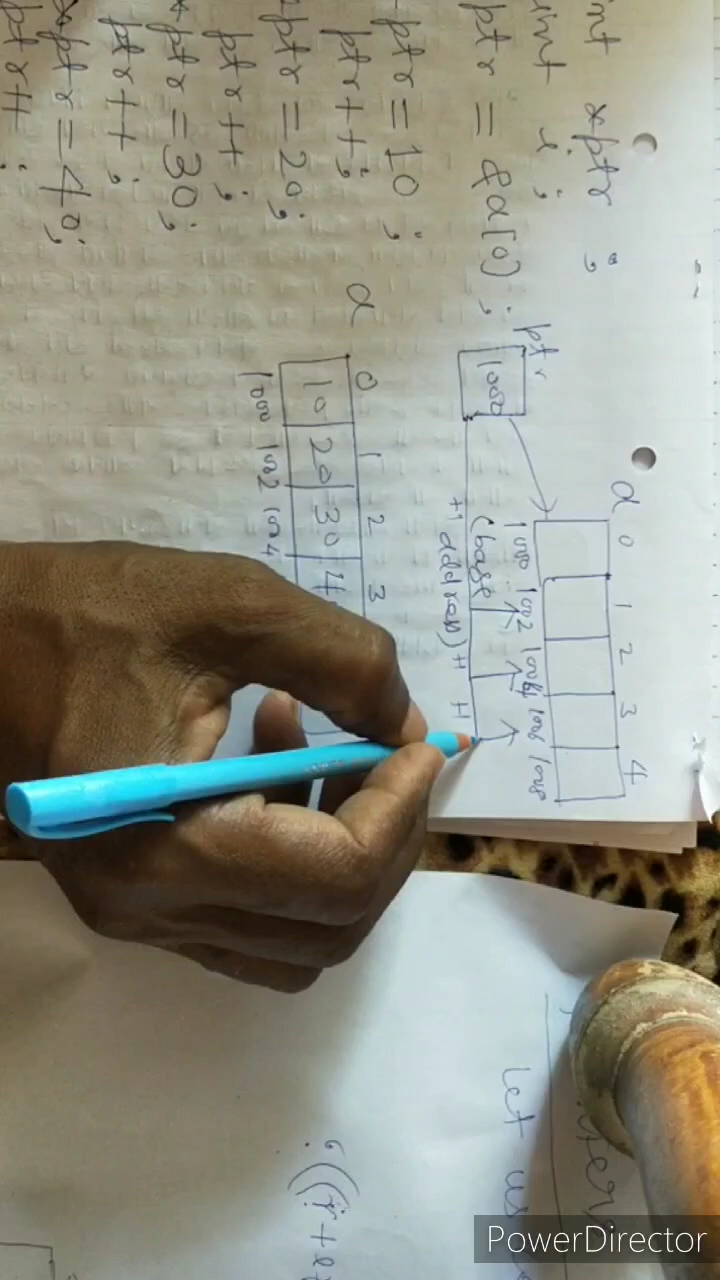 int *ptr ;
int i ;
ptr = &a[0] ;
ptr = 10 ;
ptr++ ;
ptr = 20 ;
ptr++ ;
*ptr = 30 ;
ptr++ ;
*ptr = 40 ;
ptr++ ;
ptr
1000
a 0 1 2 3 4
1000 1002 1004 1006 1008
(base
+1 address) +1 +1
a 0 1 2 3
10 20 30 4
1000 1002 1004
let us
PowerDirector